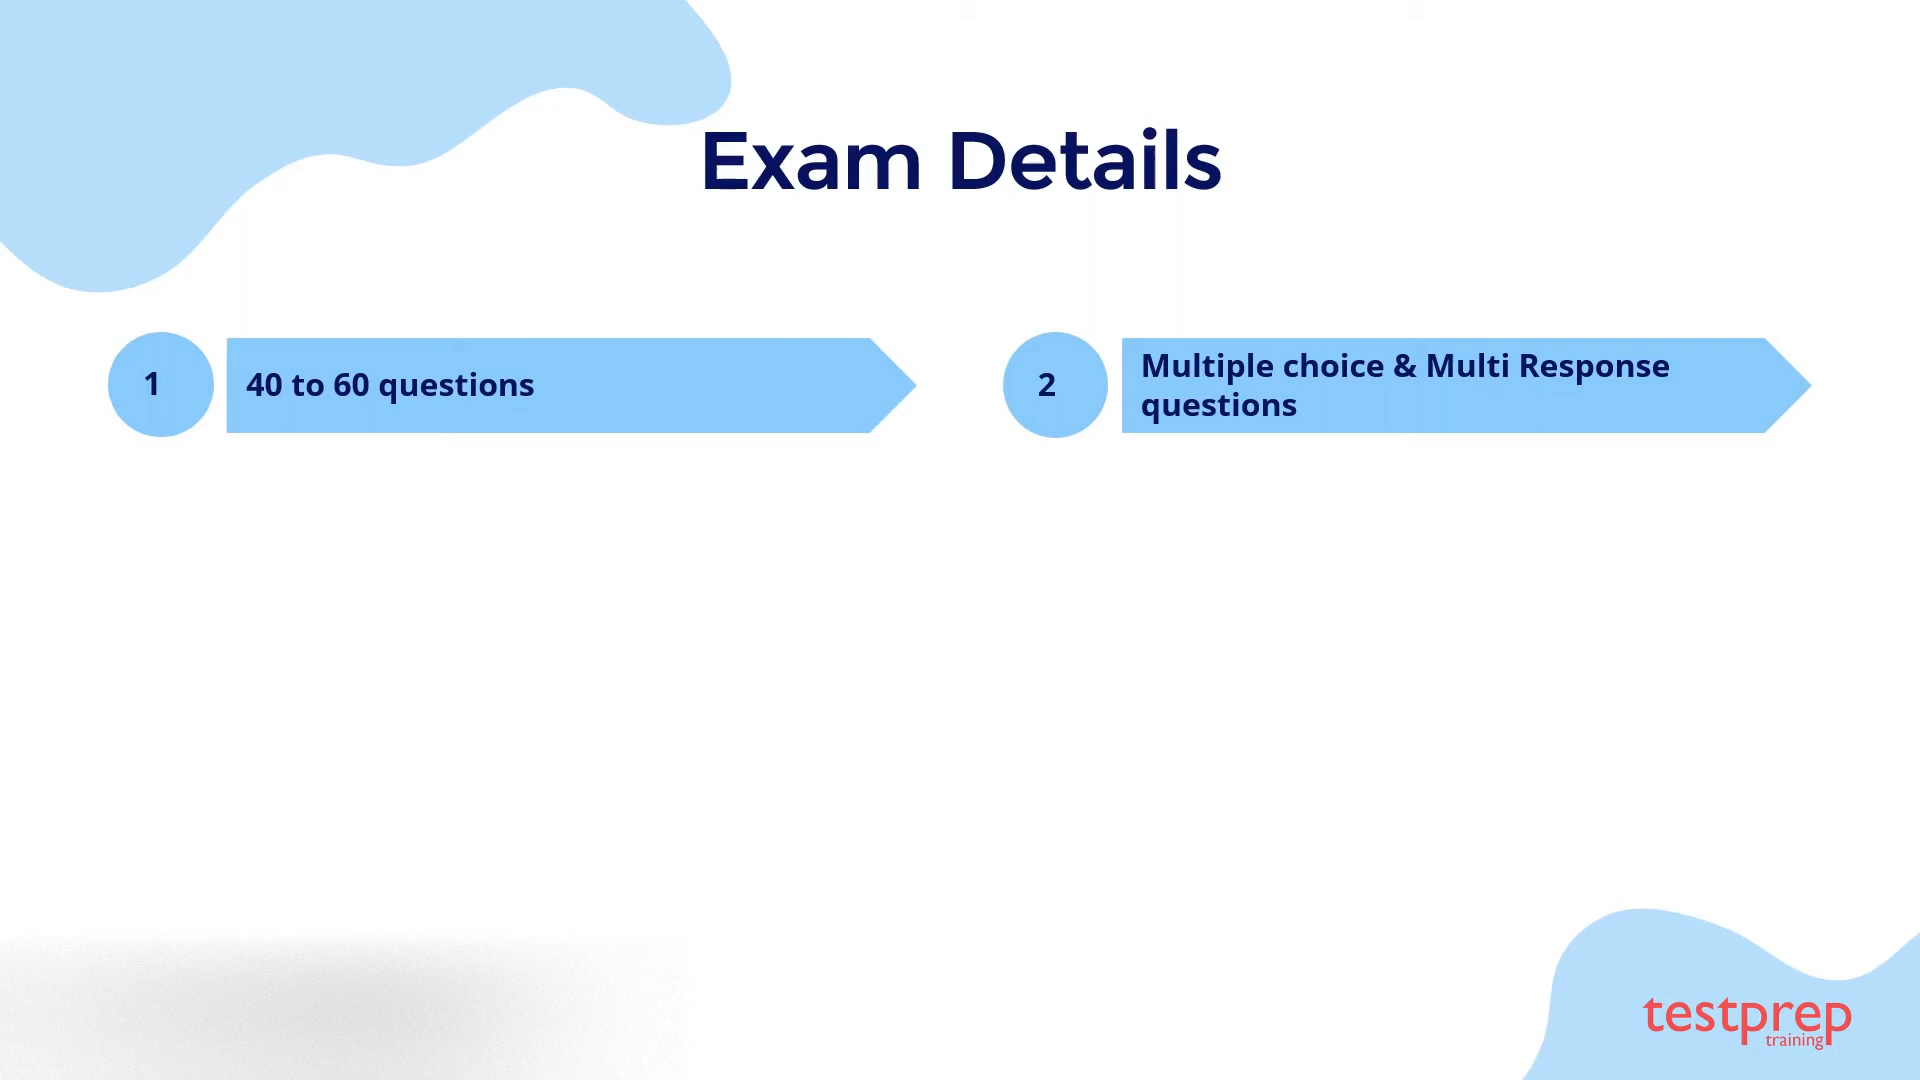 Exam Details
1
40 to 60 questions
2
Multiple choice & Multi Response
questions
testprep
training